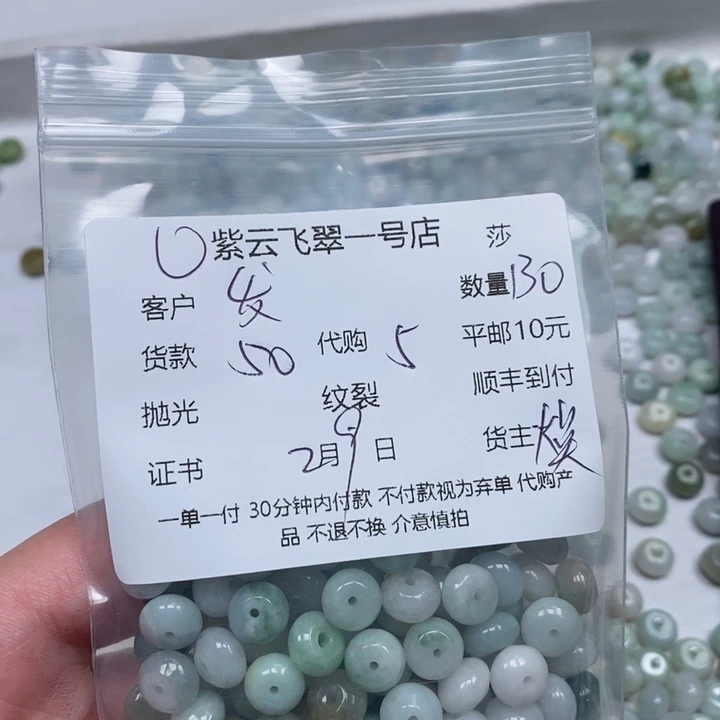 紫云飞翠一号店 莎
客户 发 数量130
货款 50 代购 5 平邮10元
抛光 纹裂 顺丰到付
证书 2月9日 货主
一单一付 30分钟内付款 不付款视为弃单 代购产
品 不退不换 介意慎拍